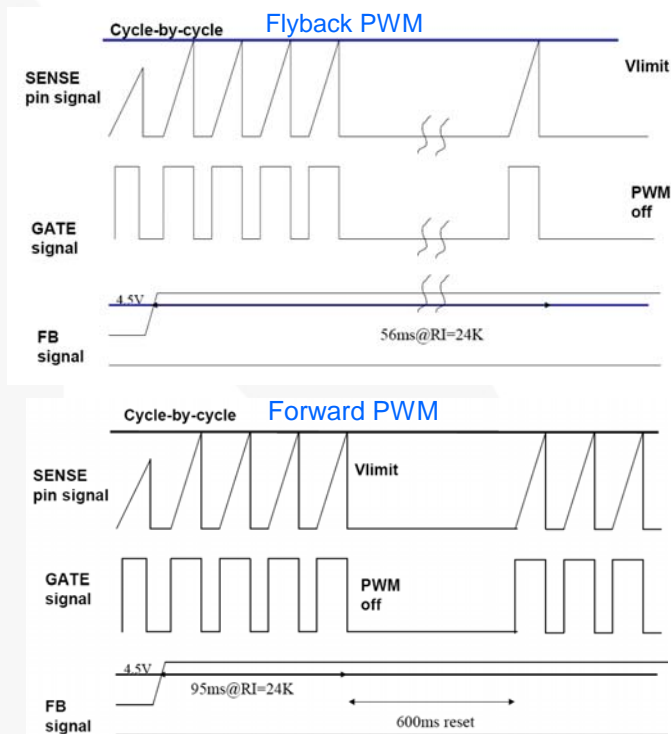 Flyback PWM
Cycle-by-cycle
Vlimit
SENSE
pin signal
PWM
off
GATE
signal
4.5V
56ms@RI=24K
FB
signal
Forward PWM
Cycle-by-cycle
Vlimit
SENSE
pin signal
GATE
signal
PWM
off
4.5V
95ms@RI=24K
FB
signal
600ms reset